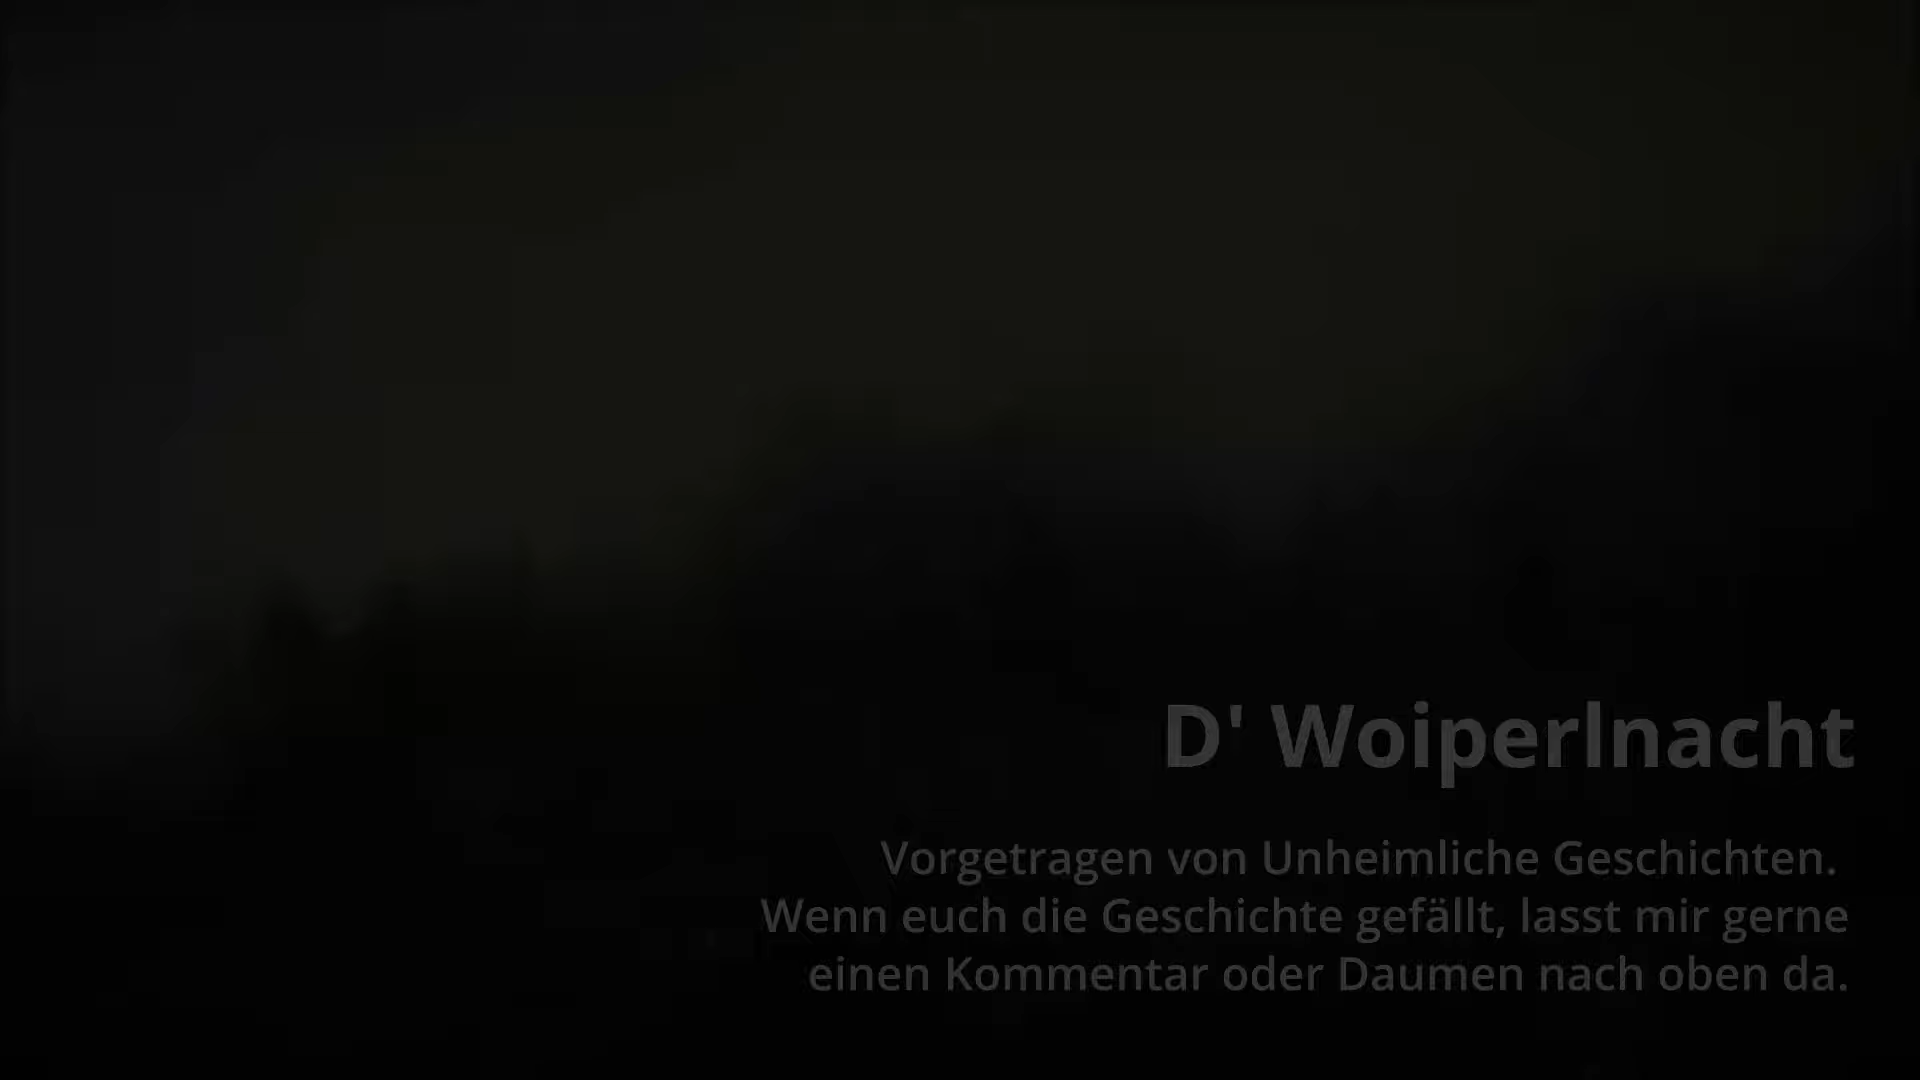 D' Woiperlnacht
Vorgetragen von Unheimliche Geschichten.
Wenn euch die Geschichte gefällt, lasst mir gerne
einen Kommentar oder Daumen nach oben da.